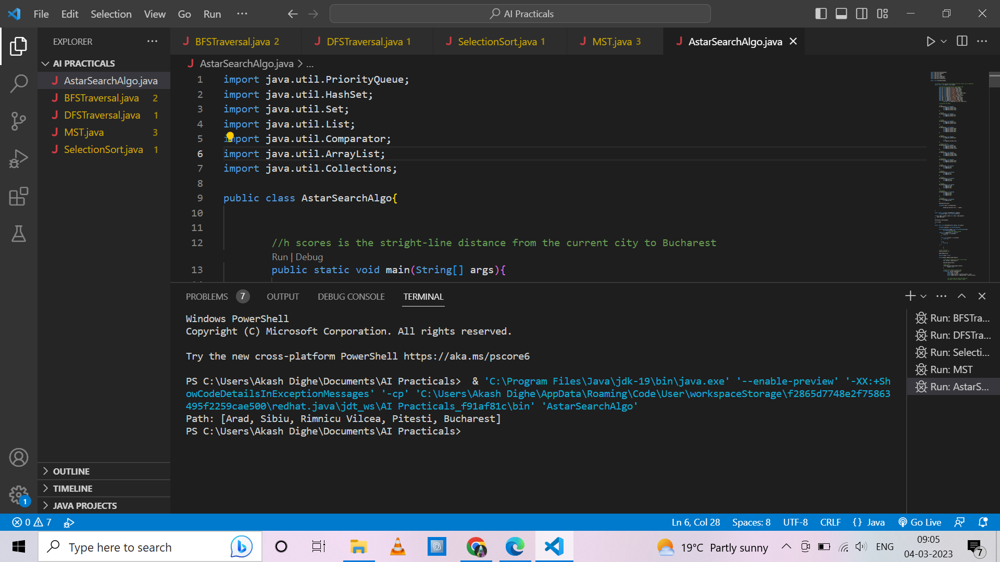 File Edit Selection View Go Run ··· AI Practicals
EXPLORER ···
AI PRACTICALS
AstarSearchAlgo.java
BFSTraversal.java 2
DFSTraversal.java 1
MST.java 3
SelectionSort.java 1
OUTLINE
TIMELINE
JAVA PROJECTS
1
J BFSTraversal.java 2 J DFSTraversal.java 1 J SelectionSort.java 1 J MST.java 3 J AstarSearchAlgo.java
J AstarSearchAlgo.java > ...
1 import java.util.PriorityQueue;
2 import java.util.HashSet;
3 import java.util.Set;
4 import java.util.List;
5 import java.util.Comparator;
6 import java.util.ArrayList;
7 import java.util.Collections;
8
9 public class AstarSearchAlgo{
10
11
12 //h scores is the stright-line distance from the current city to Bucharest
Run | Debug
13 public static void main(String[] args){
PROBLEMS 7 OUTPUT DEBUG CONSOLE TERMINAL
Windows PowerShell
Copyright (C) Microsoft Corporation. All rights reserved.
Try the new cross-platform PowerShell https://aka.ms/pscore6
PS C:\Users\Akash Dighe\Documents\AI Practicals>  & 'C:\Program Files\Java\jdk-19\bin\java.exe' '--enable-preview' '-XX:+Sh
owCodeDetailsInExceptionMessages' '-cp' 'C:\Users\Akash Dighe\AppData\Roaming\Code\User\workspaceStorage\f2865d7748e2f75863
495f2259cae500\redhat.java\jdt_ws\AI Practicals_f91af81c\bin' 'AstarSearchAlgo'
Path: [Arad, Sibiu, Rimnicu Vilcea, Pitesti, Bucharest]
PS C:\Users\Akash Dighe\Documents\AI Practicals>
Run: BFSTra...
Run: DFSTra...
Run: Selecti...
Run: MST
Run: AstarS...
0 7 Ln 6, Col 28 Spaces: 8 UTF-8 CRLF {} Java Go Live
Type here to search 19°C Partly sunny ENG 09:05
04-03-2023 7